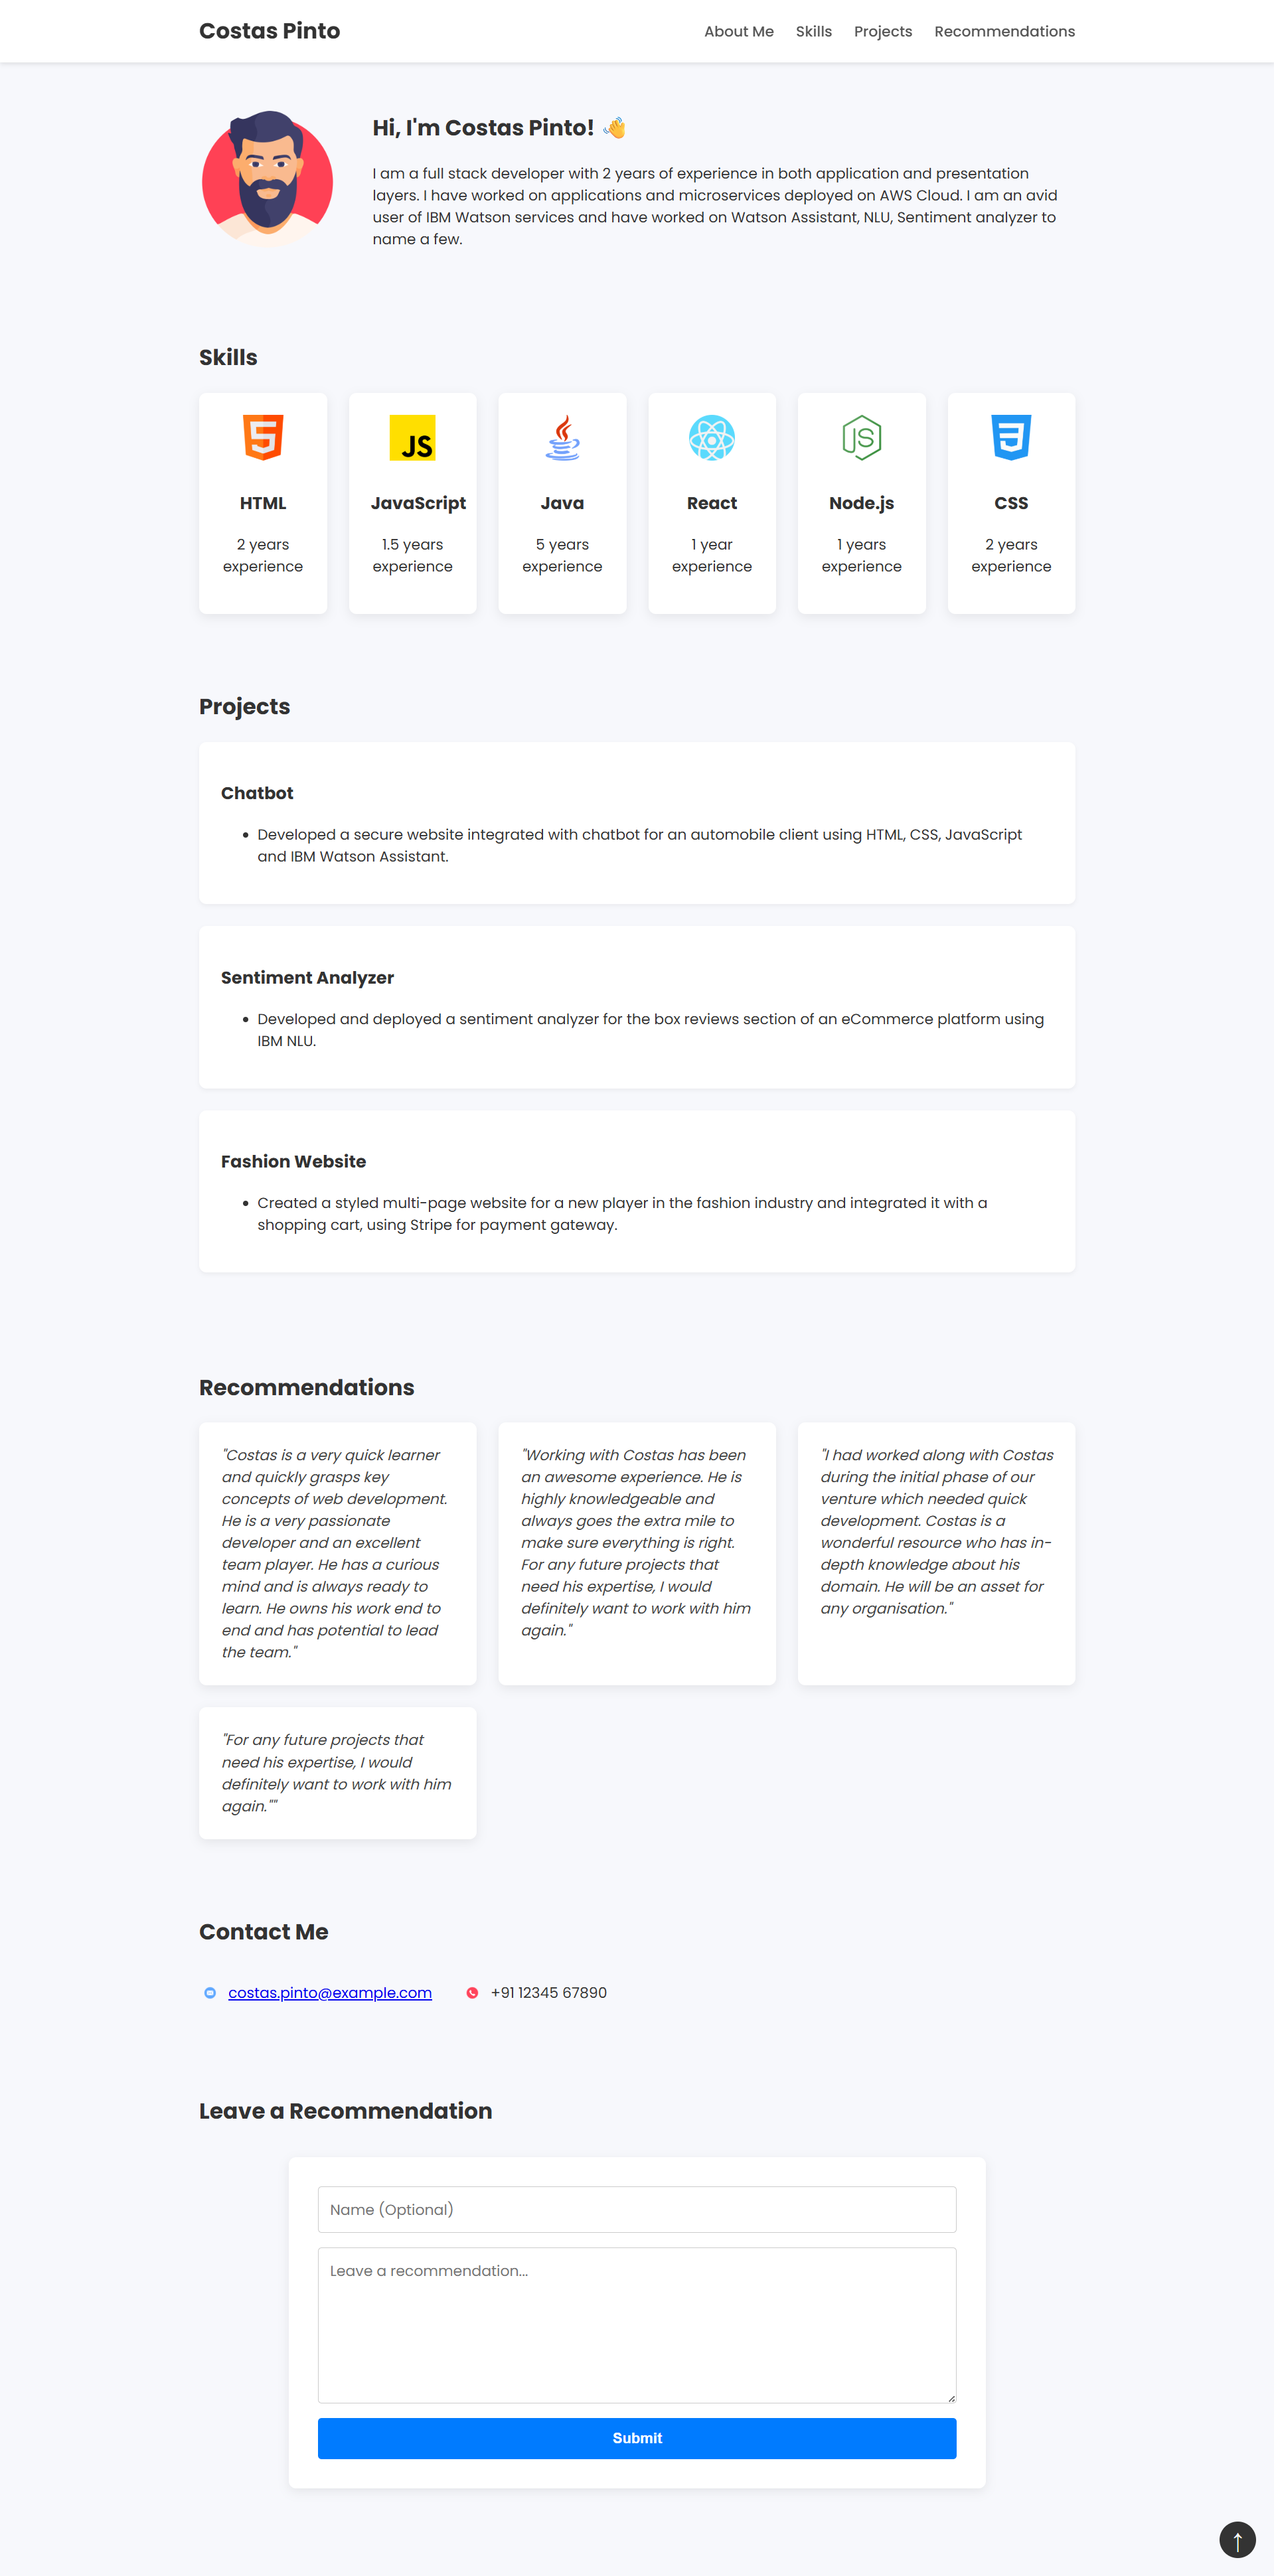 Costas Pinto
About Me Skills Projects Recommendations
Hi, I'm Costas Pinto! 👋
I am a full stack developer with 2 years of experience in both application and presentation
layers. I have worked on applications and microservices deployed on AWS Cloud. I am an avid
user of IBM Watson services and have worked on Watson Assistant, NLU, Sentiment analyzer to
name a few.
Skills
JS
JS
HTML
2 years
experience
JavaScript
1.5 years
experience
Java
5 years
experience
React
1 year
experience
Node.js
1 years
experience
CSS
2 years
experience
Projects
Chatbot
• Developed a secure website integrated with chatbot for an automobile client using HTML, CSS, JavaScript
and IBM Watson Assistant.
Sentiment Analyzer
• Developed and deployed a sentiment analyzer for the box reviews section of an eCommerce platform using
IBM NLU.
Fashion Website
• Created a styled multi-page website for a new player in the fashion industry and integrated it with a
shopping cart, using Stripe for payment gateway.
Recommendations
"Costas is a very quick learner
and quickly grasps key
concepts of web development.
He is a very passionate
developer and an excellent
team player. He has a curious
mind and is always ready to
learn. He owns his work end to
end and has potential to lead
the team."
"Working with Costas has been
an awesome experience. He is
highly knowledgeable and
always goes the extra mile to
make sure everything is right.
For any future projects that
need his expertise, I would
definitely want to work with him
again."
"I had worked along with Costas
during the initial phase of our
venture which needed quick
development. Costas is a
wonderful resource who has in-
depth knowledge about his
domain. He will be an asset for
any organisation."
"For any future projects that
need his expertise, I would
definitely want to work with him
again.""
Contact Me
costas.pinto@example.com
+91 12345 67890
Leave a Recommendation
Name (Optional)
Leave a recommendation...
Submit
↑